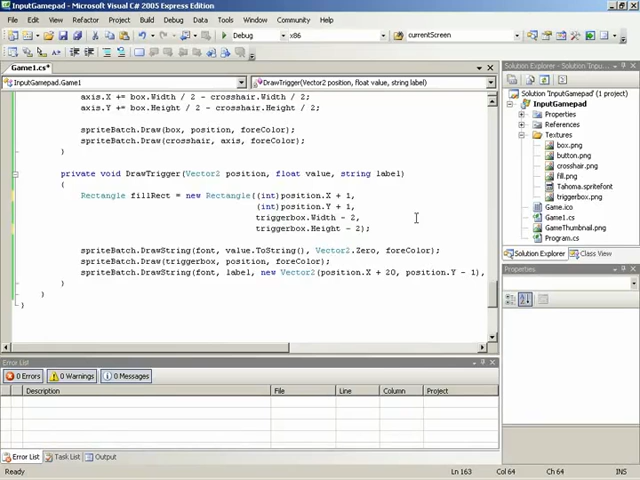 InputGamepad - Microsoft Visual C# 2005 Express Edition
File Edit View Refactor Project Build Debug Data Tools Window Community Help
Debug x86 currentScreen
Game1.cs*
InputGamepad.Game1 DrawTrigger(Vector2 position, float value, string label)
axis.X += box.Width / 2 - crosshair.Width / 2;
axis.Y += box.Height / 2 - crosshair.Height / 2;
spriteBatch.Draw(box, position, foreColor);
spriteBatch.Draw(crosshair, axis, foreColor);
}
private void DrawTrigger(Vector2 position, float value, string label)
{
Rectangle fillRect = new Rectangle((int)position.X + 1,
(int)position.Y + 1,
triggerbox.Width - 2,
triggerbox.Height - 2);
spriteBatch.DrawString(font, value.ToString(), Vector2.Zero, foreColor);
spriteBatch.Draw(triggerbox, position, foreColor);
spriteBatch.DrawString(font, label, new Vector2(position.X + 20, position.Y - 1),
}
}
}
Solution Explorer - Solution 'InputGamepad' (1 proj
Solution 'InputGamepad' (1 project)
InputGamepad
Properties
References
Textures
box.png
button.png
crosshair.png
fill.png
Tahoma.spritefont
triggerbox.png
Game.ico
Game1.cs
GameThumbnail.png
Program.cs
Solution Explorer Class View
Properties
Error List
0 Errors 0 Warnings 0 Messages
Description File Line Column Project
Error List Task List Output
Ready Ln 163 Col 64 Ch 64